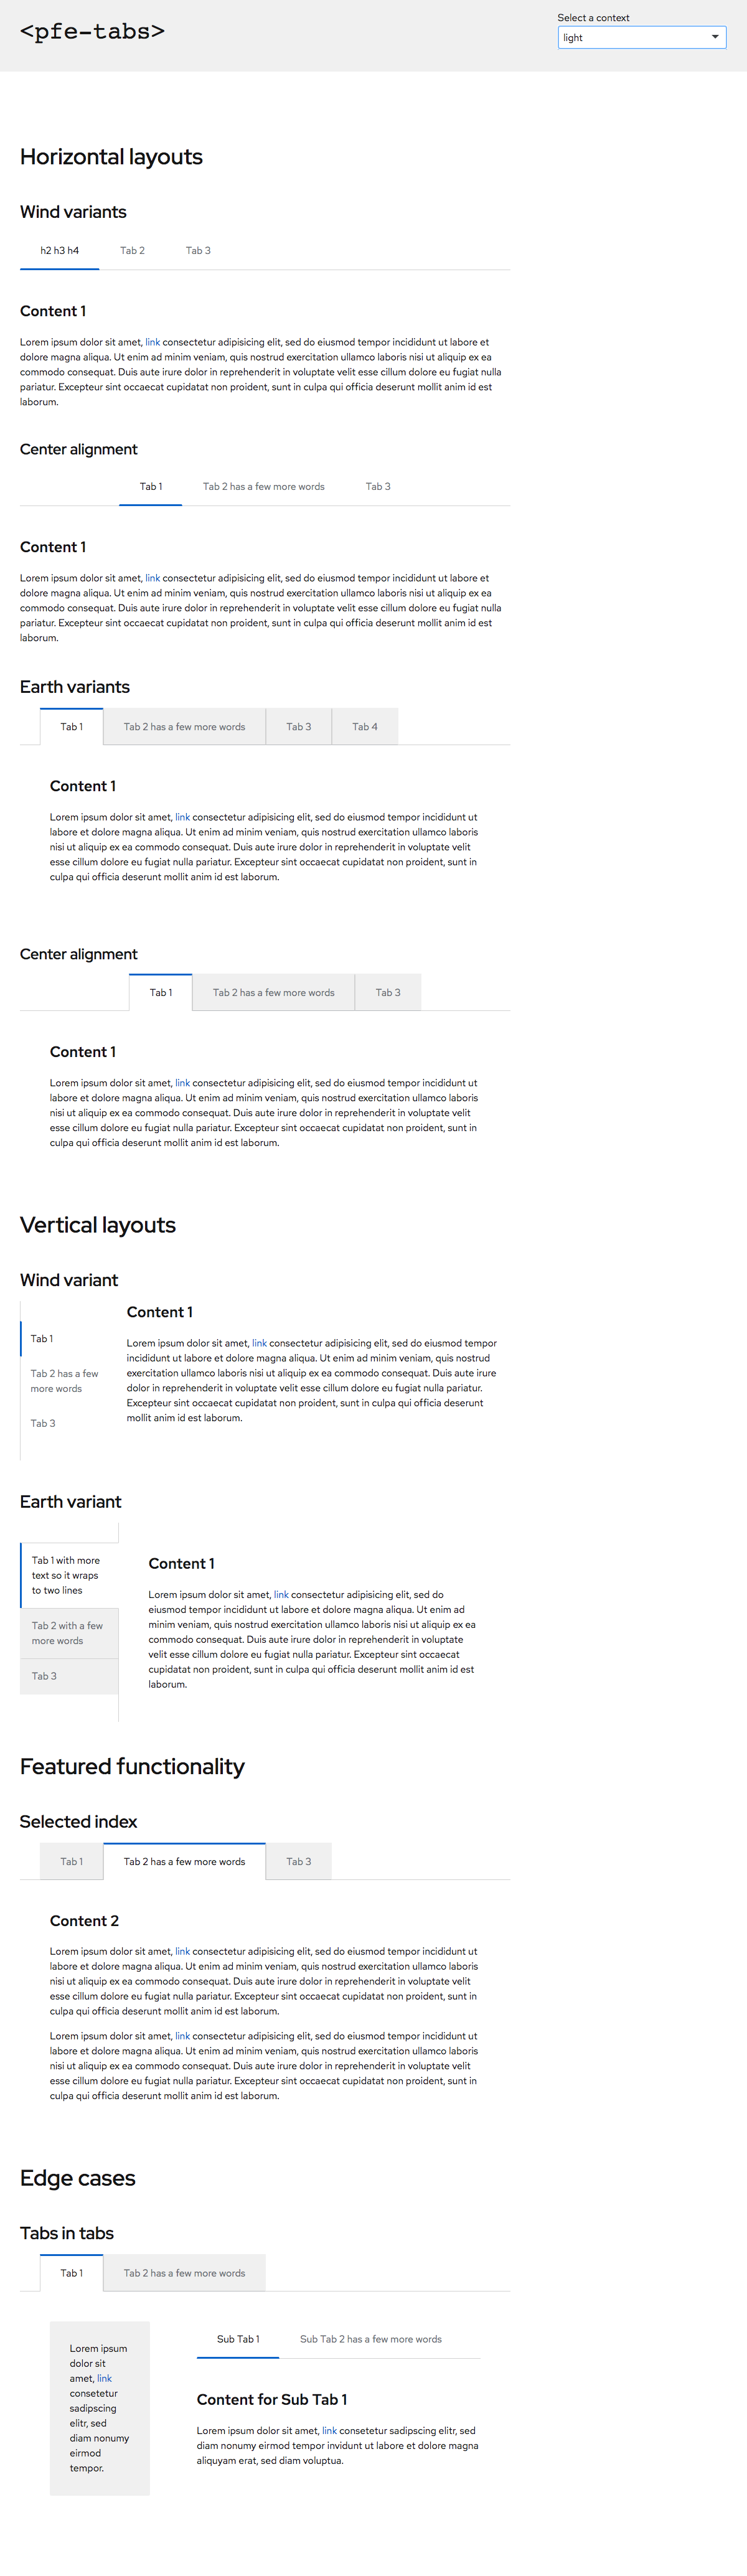 <pfe-tabs>
Select a context
light
Horizontal layouts
Wind variants
h2 h3 h4 Tab 2 Tab 3
Content 1
Lorem ipsum dolor sit amet, link consectetur adipisicing elit, sed do eiusmod tempor incididunt ut labore et
dolore magna aliqua. Ut enim ad minim veniam, quis nostrud exercitation ullamco laboris nisi ut aliquip ex ea
commodo consequat. Duis aute irure dolor in reprehenderit in voluptate velit esse cillum dolore eu fugiat nulla
pariatur. Excepteur sint occaecat cupidatat non proident, sunt in culpa qui officia deserunt mollit anim id est
laborum.
Center alignment
Tab 1 Tab 2 has a few more words Tab 3
Content 1
Lorem ipsum dolor sit amet, link consectetur adipisicing elit, sed do eiusmod tempor incididunt ut labore et
dolore magna aliqua. Ut enim ad minim veniam, quis nostrud exercitation ullamco laboris nisi ut aliquip ex ea
commodo consequat. Duis aute irure dolor in reprehenderit in voluptate velit esse cillum dolore eu fugiat nulla
pariatur. Excepteur sint occaecat cupidatat non proident, sunt in culpa qui officia deserunt mollit anim id est
laborum.
Earth variants
Tab 1 Tab 2 has a few more words Tab 3 Tab 4
Content 1
Lorem ipsum dolor sit amet, link consectetur adipisicing elit, sed do eiusmod tempor incididunt ut
labore et dolore magna aliqua. Ut enim ad minim veniam, quis nostrud exercitation ullamco laboris
nisi ut aliquip ex ea commodo consequat. Duis aute irure dolor in reprehenderit in voluptate velit
esse cillum dolore eu fugiat nulla pariatur. Excepteur sint occaecat cupidatat non proident, sunt in
culpa qui officia deserunt mollit anim id est laborum.
Center alignment
Tab 1 Tab 2 has a few more words Tab 3
Content 1
Lorem ipsum dolor sit amet, link consectetur adipisicing elit, sed do eiusmod tempor incididunt ut
labore et dolore magna aliqua. Ut enim ad minim veniam, quis nostrud exercitation ullamco laboris
nisi ut aliquip ex ea commodo consequat. Duis aute irure dolor in reprehenderit in voluptate velit
esse cillum dolore eu fugiat nulla pariatur. Excepteur sint occaecat cupidatat non proident, sunt in
culpa qui officia deserunt mollit anim id est laborum.
Vertical layouts
Wind variant
Tab 1
Tab 2 has a few
more words
Tab 3
Content 1
Lorem ipsum dolor sit amet, link consectetur adipisicing elit, sed do eiusmod tempor
incididunt ut labore et dolore magna aliqua. Ut enim ad minim veniam, quis nostrud
exercitation ullamco laboris nisi ut aliquip ex ea commodo consequat. Duis aute irure
dolor in reprehenderit in voluptate velit esse cillum dolore eu fugiat nulla pariatur.
Excepteur sint occaecat cupidatat non proident, sunt in culpa qui officia deserunt
mollit anim id est laborum.
Earth variant
Tab 1 with more
text so it wraps
to two lines
Tab 2 with a few
more words
Tab 3
Content 1
Lorem ipsum dolor sit amet, link consectetur adipisicing elit, sed do
eiusmod tempor incididunt ut labore et dolore magna aliqua. Ut enim ad
minim veniam, quis nostrud exercitation ullamco laboris nisi ut aliquip ex ea
commodo consequat. Duis aute irure dolor in reprehenderit in voluptate
velit esse cillum dolore eu fugiat nulla pariatur. Excepteur sint occaecat
cupidatat non proident, sunt in culpa qui officia deserunt mollit anim id est
laborum.
Featured functionality
Selected index
Tab 1 Tab 2 has a few more words Tab 3
Content 2
Lorem ipsum dolor sit amet, link consectetur adipisicing elit, sed do eiusmod tempor incididunt ut
labore et dolore magna aliqua. Ut enim ad minim veniam, quis nostrud exercitation ullamco laboris
nisi ut aliquip ex ea commodo consequat. Duis aute irure dolor in reprehenderit in voluptate velit
esse cillum dolore eu fugiat nulla pariatur. Excepteur sint occaecat cupidatat non proident, sunt in
culpa qui officia deserunt mollit anim id est laborum.
Lorem ipsum dolor sit amet, link consectetur adipisicing elit, sed do eiusmod tempor incididunt ut
labore et dolore magna aliqua. Ut enim ad minim veniam, quis nostrud exercitation ullamco laboris
nisi ut aliquip ex ea commodo consequat. Duis aute irure dolor in reprehenderit in voluptate velit
esse cillum dolore eu fugiat nulla pariatur. Excepteur sint occaecat cupidatat non proident, sunt in
culpa qui officia deserunt mollit anim id est laborum.
Edge cases
Tabs in tabs
Tab 1 Tab 2 has a few more words
Lorem ipsum
dolor sit
amet, link
consetetur
sadipscing
elitr, sed
diam nonumy
eirmod
tempor.
Sub Tab 1 Sub Tab 2 has a few more words
Content for Sub Tab 1
Lorem ipsum dolor sit amet, link consetetur sadipscing elitr, sed
diam nonumy eirmod tempor invidunt ut labore et dolore magna
aliquyam erat, sed diam voluptua.